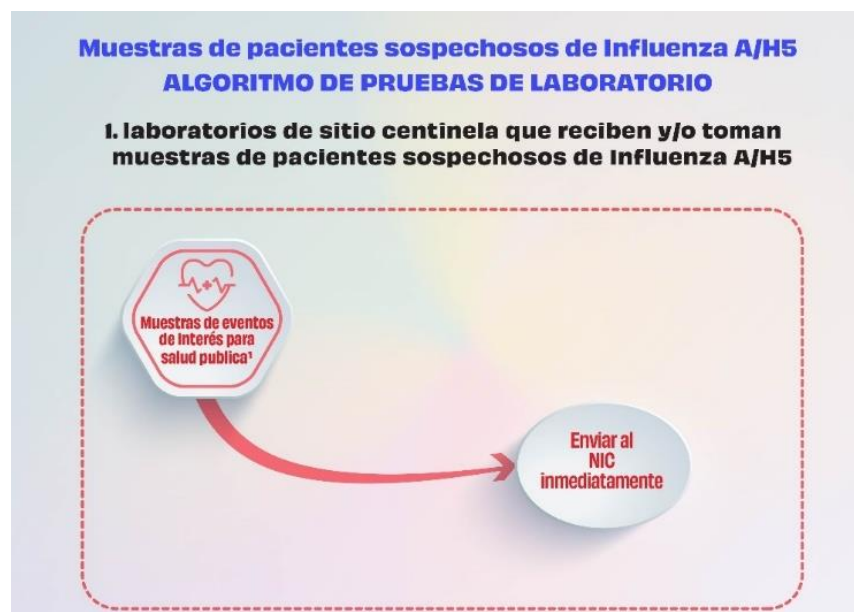 Muestras de pacientes sospechosos de Influenza A/H5
ALGORITMO DE PRUEBAS DE LABORATORIO
1. laboratorios de sitio centinela que reciben y/o toman
muestras de pacientes sospechosos de Influenza A/H5
Muestras de eventos
de Interés para
salud publica¹
Enviar al
NIC
inmediatamente